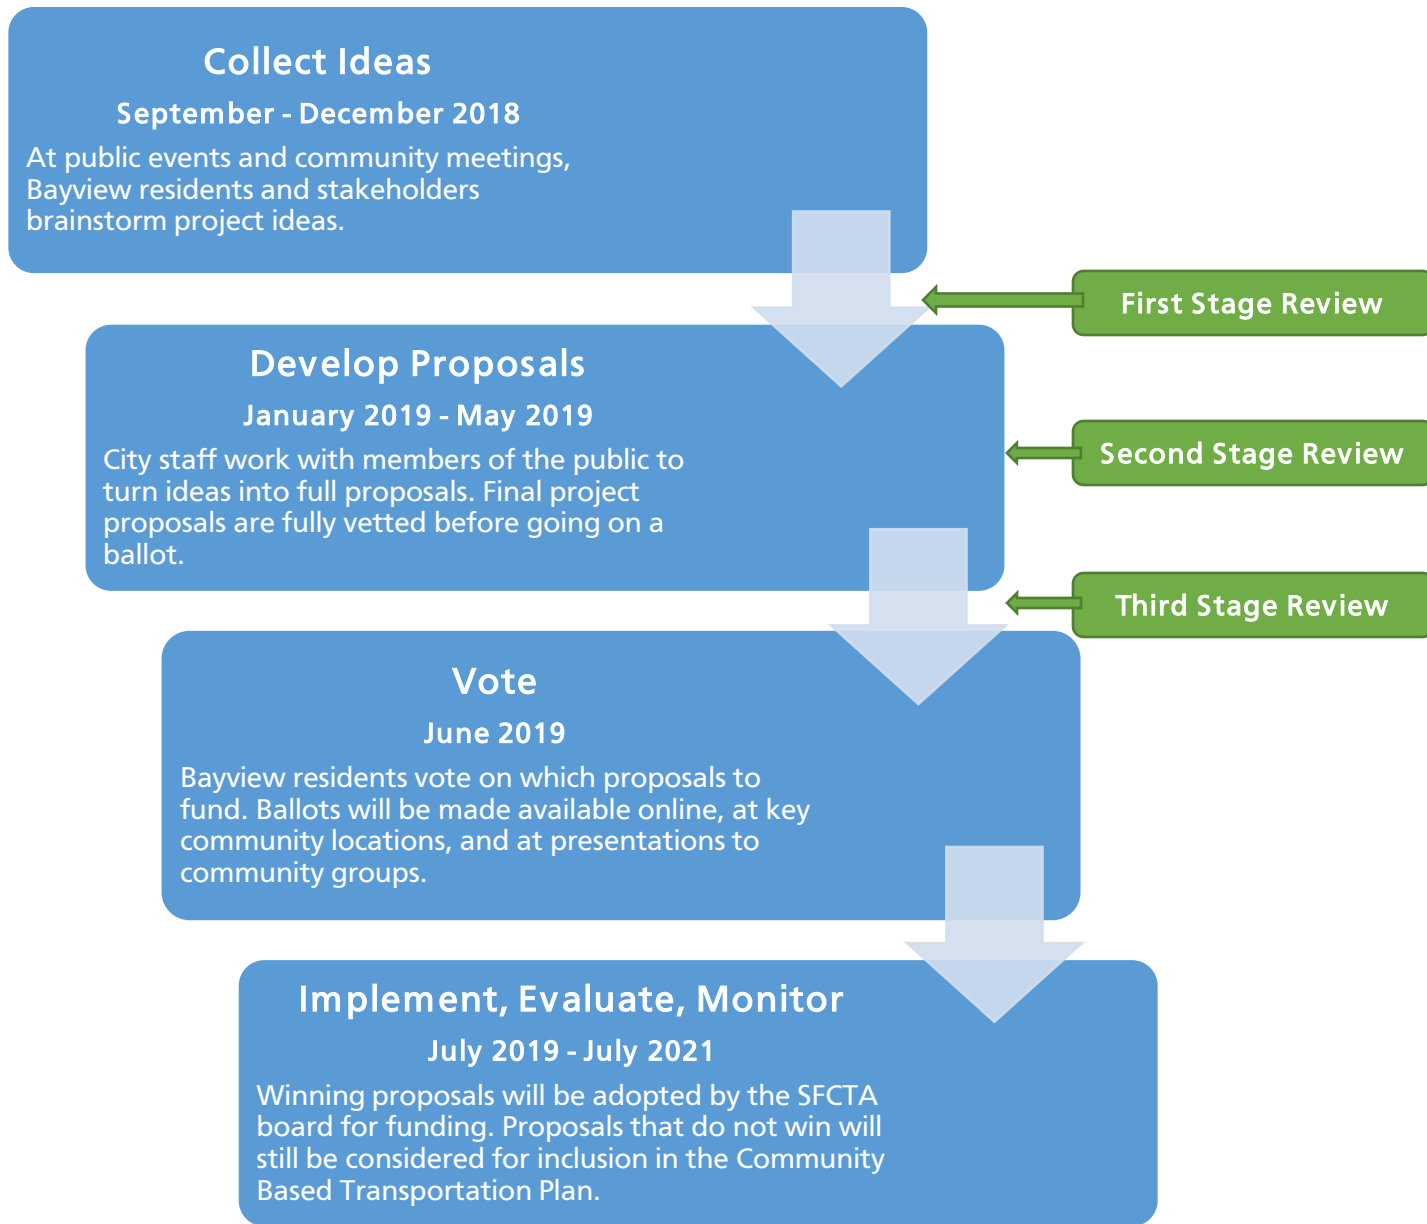 Collect Ideas
September - December 2018
At public events and community meetings,
Bayview residents and stakeholders
brainstorm project ideas.
First Stage Review
Develop Proposals
January 2019 - May 2019
City staff work with members of the public to
turn ideas into full proposals. Final project
proposals are fully vetted before going on a
ballot.
Second Stage Review
Third Stage Review
Vote
June 2019
Bayview residents vote on which proposals to
fund. Ballots will be made available online, at key
community locations, and at presentations to
community groups.
Implement, Evaluate, Monitor
July 2019 - July 2021
Winning proposals will be adopted by the SFCTA
board for funding. Proposals that do not win will
still be considered for inclusion in the Community
Based Transportation Plan.